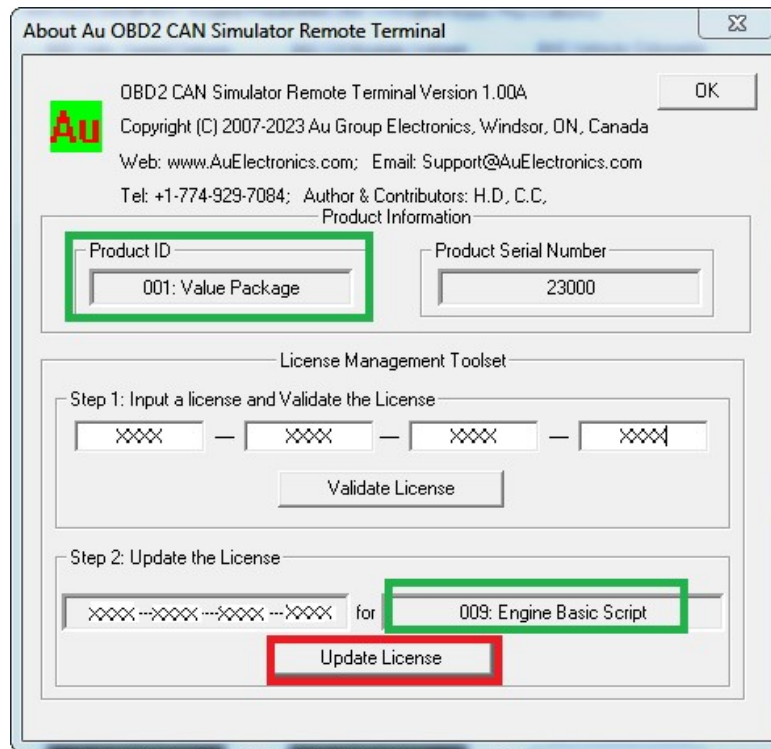 About Au OBD2 CAN Simulator Remote Terminal
OBD2 CAN Simulator Remote Terminal Version 1.00A
OK
Au
Copyright (C) 2007-2023 Au Group Electronics, Windsor, ON, Canada
Web: www.AuElectronics.com; Email: Support@AuElectronics.com
Tel: +1-774-929-7084; Author & Contributors: H.D, C.C,
Product Information
Product ID
001: Value Package
Product Serial Number
23000
License Management Toolset
Step 1: Input a license and Validate the License
XXXX — XXXX — XXXX — XXXX
Validate License
Step 2: Update the License
XXXX---XXXX---XXXX---XXXX for 009: Engine Basic Script
Update License